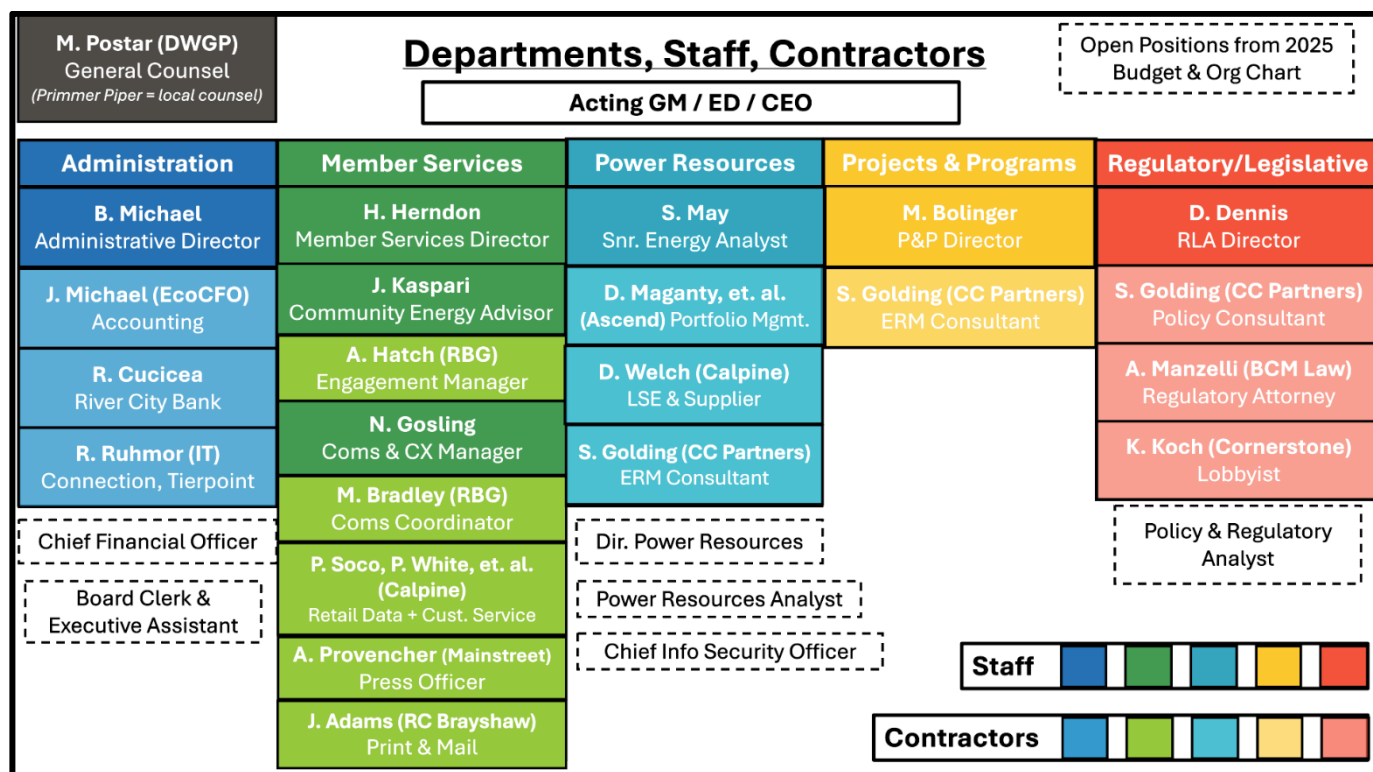 M. Postar (DWGP)
General Counsel
(Primmer Piper = local counsel)
Departments, Staff, Contractors
Acting GM / ED / CEO
Open Positions from 2025
Budget & Org Chart
Administration
B. Michael
Administrative Director
J. Michael (EcoCFO)
Accounting
R. Cucicea
River City Bank
R. Ruhmor (IT)
Connection, Tierpoint
Chief Financial Officer
Board Clerk &
Executive Assistant
Member Services
H. Herndon
Member Services Director
J. Kaspari
Community Energy Advisor
A. Hatch (RBG)
Engagement Manager
N. Gosling
Coms & CX Manager
M. Bradley (RBG)
Coms Coordinator
P. Soco, P. White, et. al.
(Calpine)
Retail Data + Cust. Service
A. Provencher (Mainstreet)
Press Officer
J. Adams (RC Brayshaw)
Print & Mail
Power Resources
S. May
Snr. Energy Analyst
D. Maganty, et. al.
(Ascend) Portfolio Mgmt.
D. Welch (Calpine)
LSE & Supplier
S. Golding (CC Partners)
ERM Consultant
Dir. Power Resources
Power Resources Analyst
Chief Info Security Officer
Projects & Programs
M. Bolinger
P&P Director
S. Golding (CC Partners)
ERM Consultant
Regulatory/Legislative
D. Dennis
RLA Director
S. Golding (CC Partners)
Policy Consultant
A. Manzelli (BCM Law)
Regulatory Attorney
K. Koch (Cornerstone)
Lobbyist
Policy & Regulatory
Analyst
Staff
Contractors